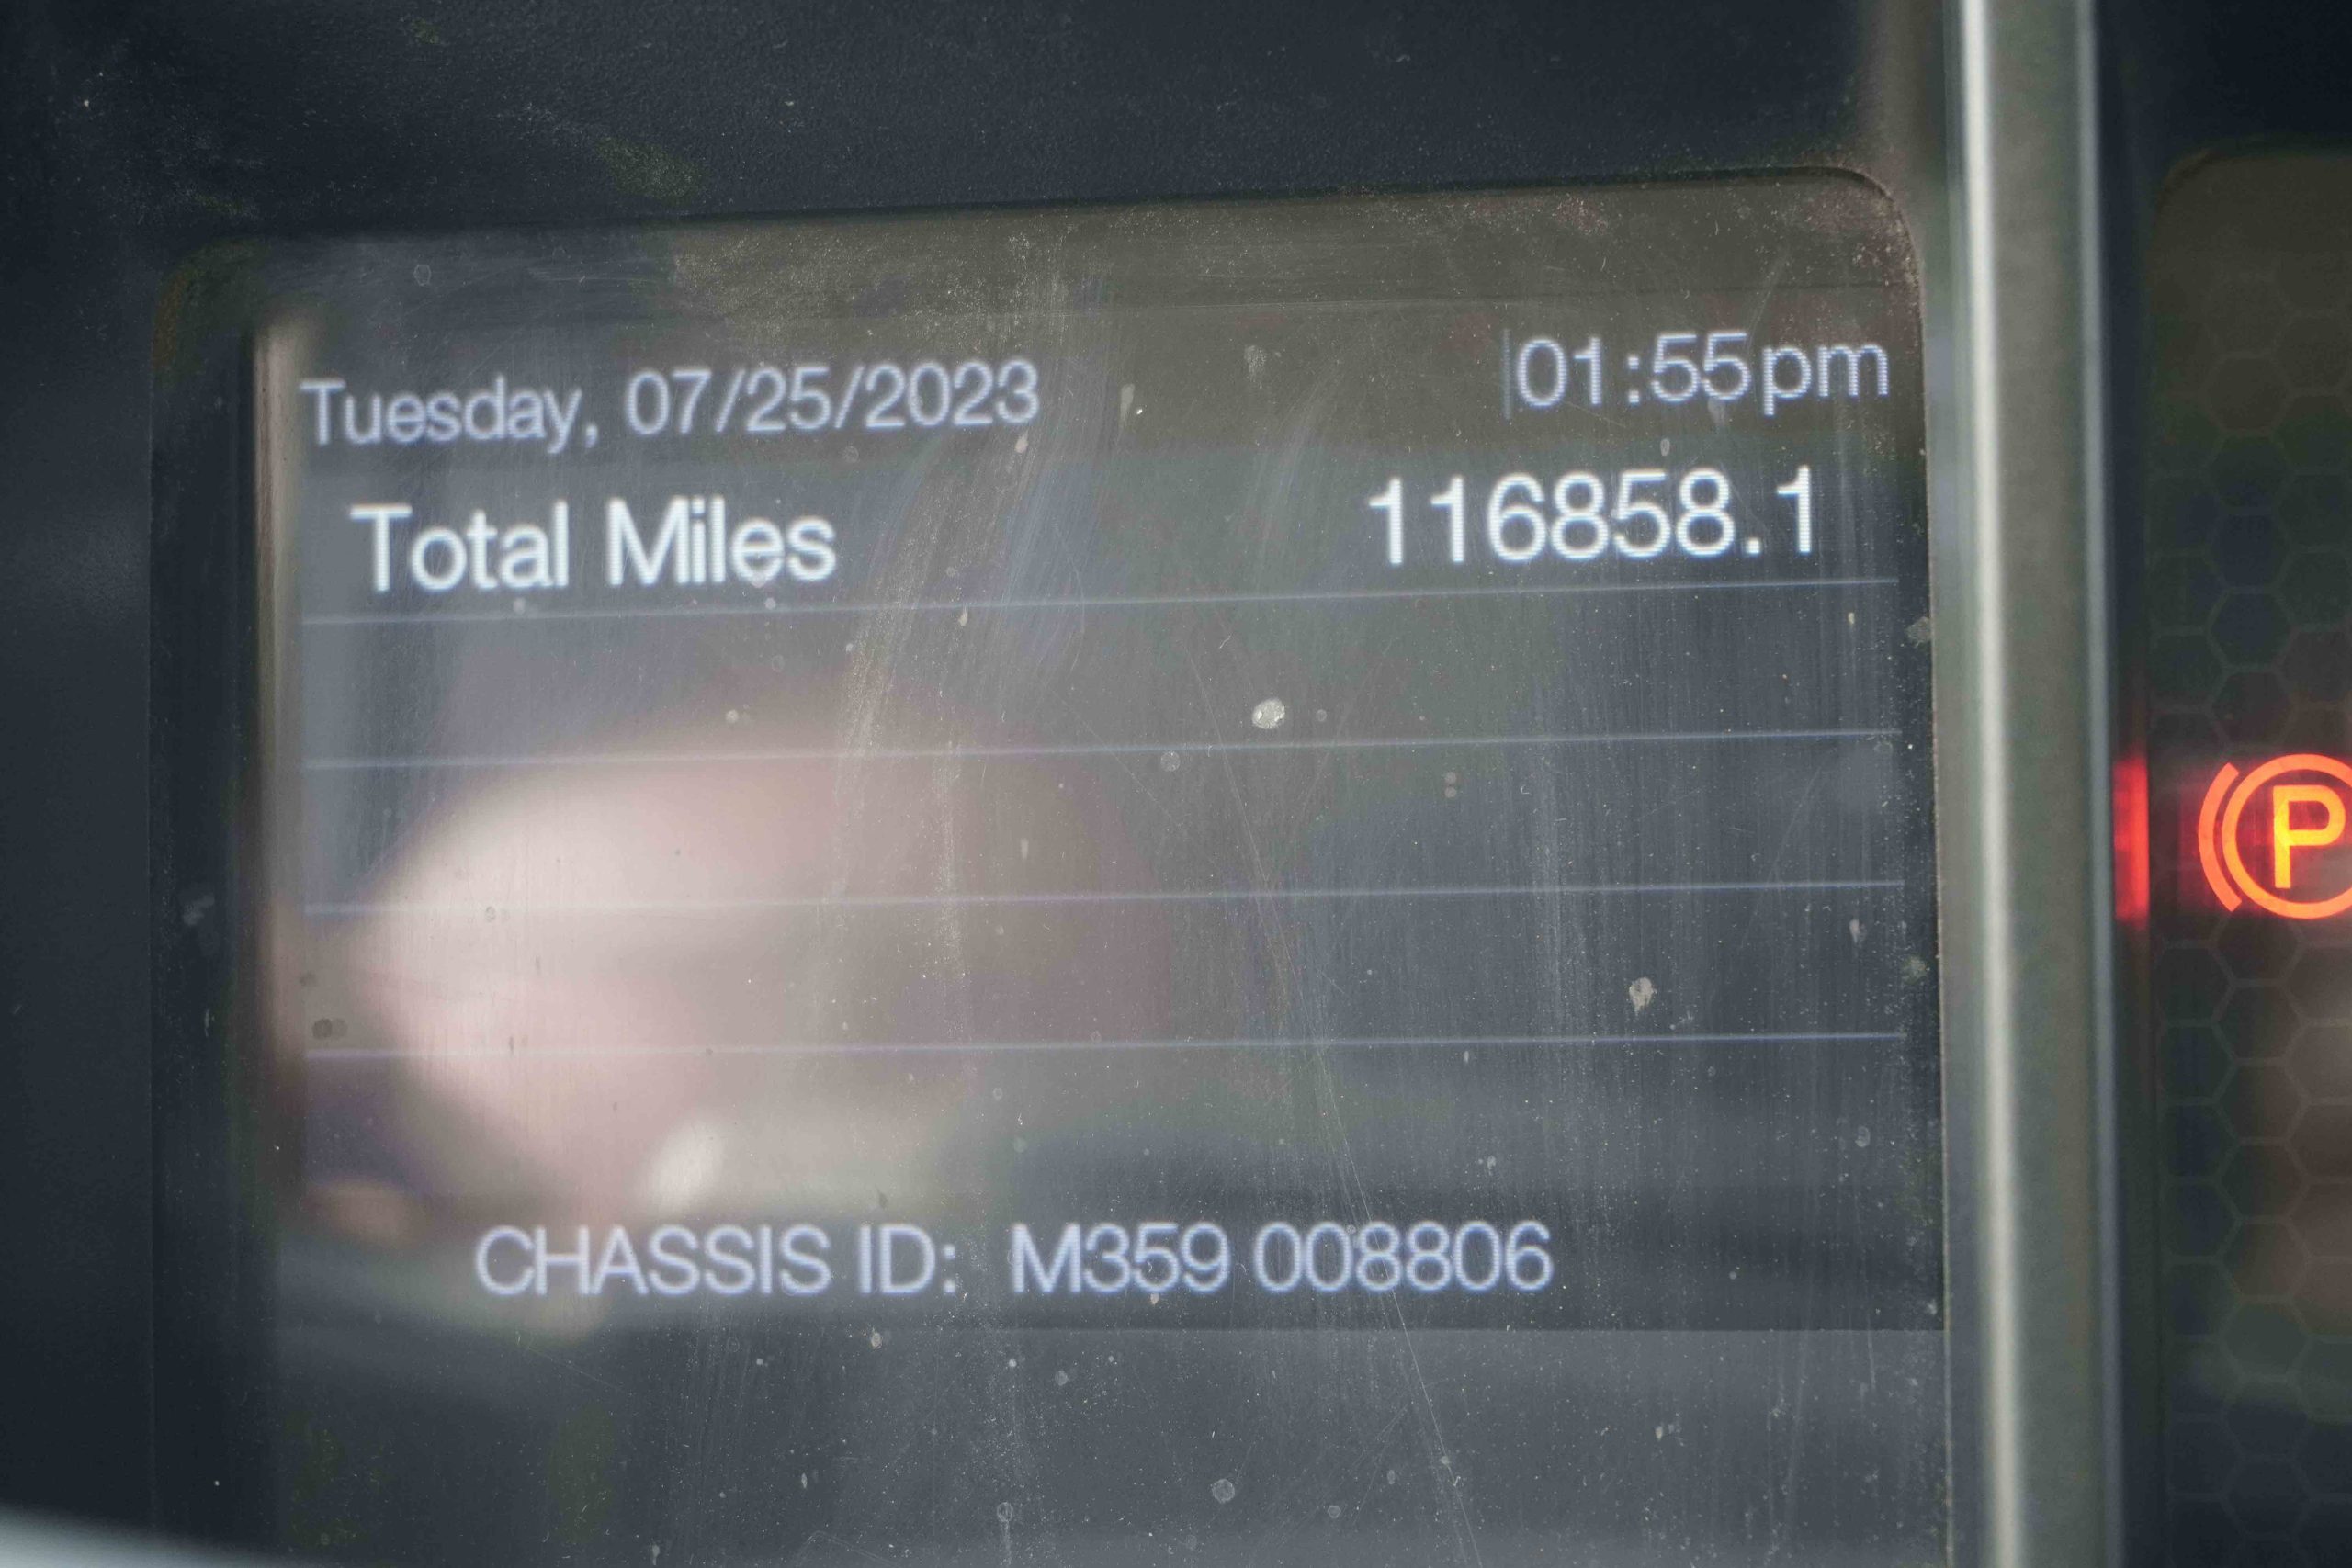 Tuesday, 07/25/2023 01:55pm
Total Miles 116858.1
P
CHASSIS ID: M359 008806